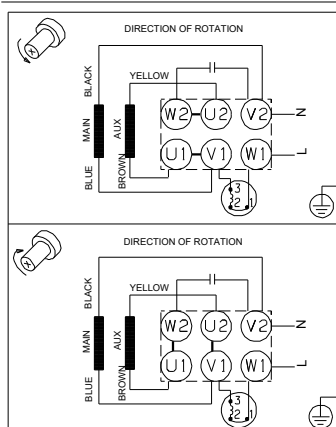 DIRECTION OF ROTATION
BLACK
YELLOW
MAIN
AUX
W2 U2 V2 N
U1 V1 W1 L
BLUE
BROWN
3
2 1
DIRECTION OF ROTATION
BLACK
YELLOW
MAIN
AUX
W2 U2 V2 N
U1 V1 W1 L
BLUE
BROWN
3
2 1